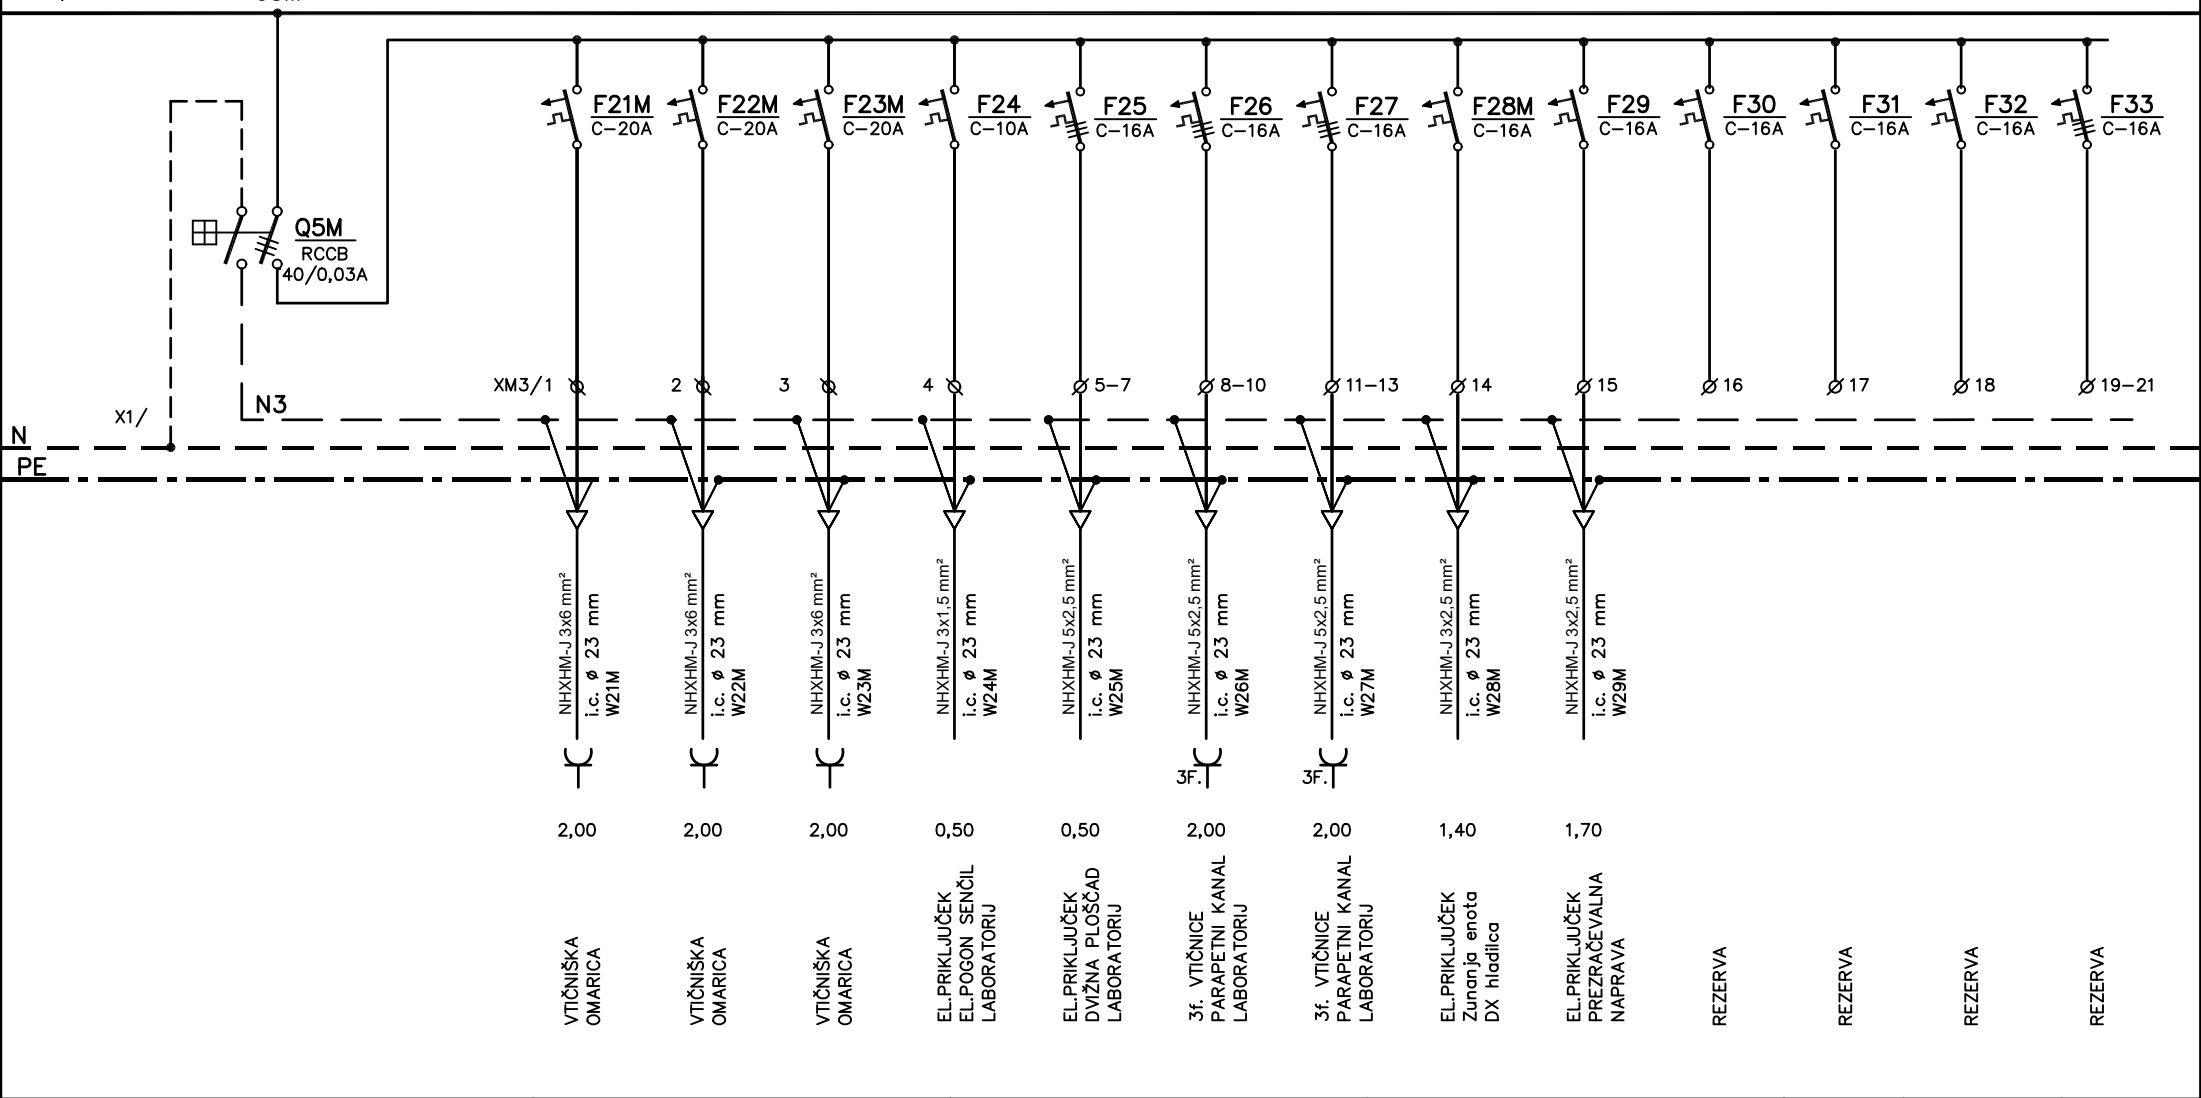 F21M
C-20A
F22M
C-20A
F23M
C-20A
F24
C-10A
F25
C-16A
F26
C-16A
F27
C-16A
F28M
C-16A
F29
C-16A
F30
C-16A
F31
C-16A
F32
C-16A
F33
C-16A
Q5M
RCCB
40/0,03A
XM3/1
2
3
4
5-7
8-10
11-13
14
15
16
17
18
19-21
X1/
N3
N
PE
NHXHM-J 3x6 mm²
i.c. ø 23 mm
W21M
NHXHM-J 3x6 mm²
i.c. ø 23 mm
W22M
NHXHM-J 3x6 mm²
i.c. ø 23 mm
W23M
NHXHM-J 3x1,5 mm²
i.c. ø 23 mm
W24M
NHXHM-J 5x2,5 mm²
i.c. ø 23 mm
W25M
NHXHM-J 5x2,5 mm²
i.c. ø 23 mm
W26M
NHXHM-J 5x2,5 mm²
i.c. ø 23 mm
W27M
NHXHM-J 3x2,5 mm²
i.c. ø 23 mm
W28M
NHXHM-J 3x2,5 mm²
i.c. ø 23 mm
W29M
3F.
3F.
2,00
2,00
2,00
0,50
0,50
2,00
2,00
1,40
1,70
VTIČNIŠKA
OMARICA
VTIČNIŠKA
OMARICA
VTIČNIŠKA
OMARICA
EL.PRIKLJUČEK
EL.POGON SENČIL
LABORATORIJ
EL.PRIKLJUČEK
DVIŽNA PLOŠČAD
LABORATORIJ
3f. VTIČNICE
PARAPETNI KANAL
LABORATORIJ
3f. VTIČNICE
PARAPETNI KANAL
LABORATORIJ
EL.PRIKLJUČEK
Zunanja enota
DX hladilca
EL.PRIKLJUČEK
PREZRAČEVALNA
NAPRAVA
REZERVA
REZERVA
REZERVA
REZERVA